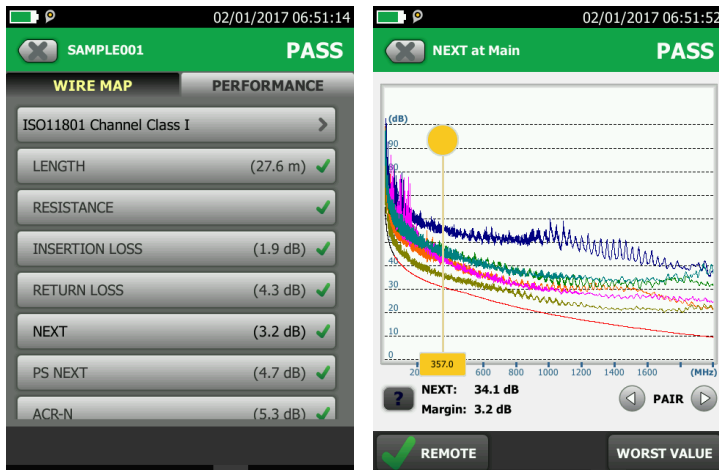 02/01/2017 06:51:14
SAMPLE001 PASS
WIRE MAP PERFORMANCE
ISO11801 Channel Class I
LENGTH (27.6 m)
RESISTANCE
INSERTION LOSS (1.9 dB)
RETURN LOSS (4.3 dB)
NEXT (3.2 dB)
PS NEXT (4.7 dB)
ACR-N (5.3 dB)
02/01/2017 06:51:52
NEXT at Main PASS
(dB)
90
80
40
30
20
10
0
20 357.0 600 800 1000 1200 1400 1600 (MHz)
? NEXT: 34.1 dB
Margin: 3.2 dB
PAIR
REMOTE WORST VALUE